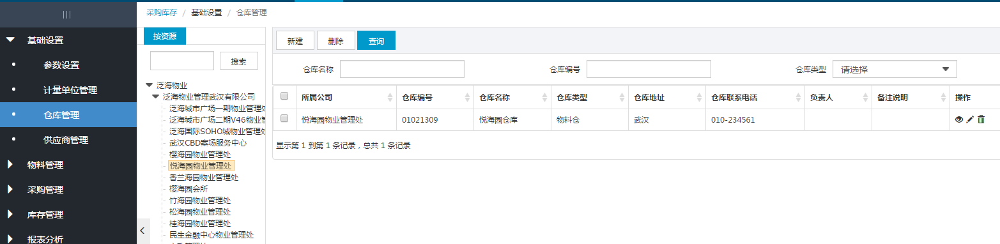 采购库存 / 基础设置 / 仓库管理
基础设置
参数设置
计量单位管理
仓库管理
供应商管理
物料管理
采购管理
库存管理
报表分析
按资源
搜索
泛海物业
泛海物业管理武汉有限公司
泛海城市广场一期物业管理处
泛海城市广场二期V46物业管
泛海国际SOHO城物业管理处
武汉CBD案场服务中心
樱海园物业管理处
悦海园物业管理处
香兰海园物业管理处
樱海园会所
竹海园物业管理处
松海园物业管理处
桂海园物业管理处
民生金融中心物业管理处
新建 删除 查询
仓库名称 仓库编号 仓库类型 请选择
所属公司 仓库编号 仓库名称 仓库类型 仓库地址 仓库联系电话 负责人 备注说明 操作
悦海园物业管理处 01021309 悦海园仓库 物料仓 武汉 010-234561
显示第 1 到第 1 条记录，总共 1 条记录